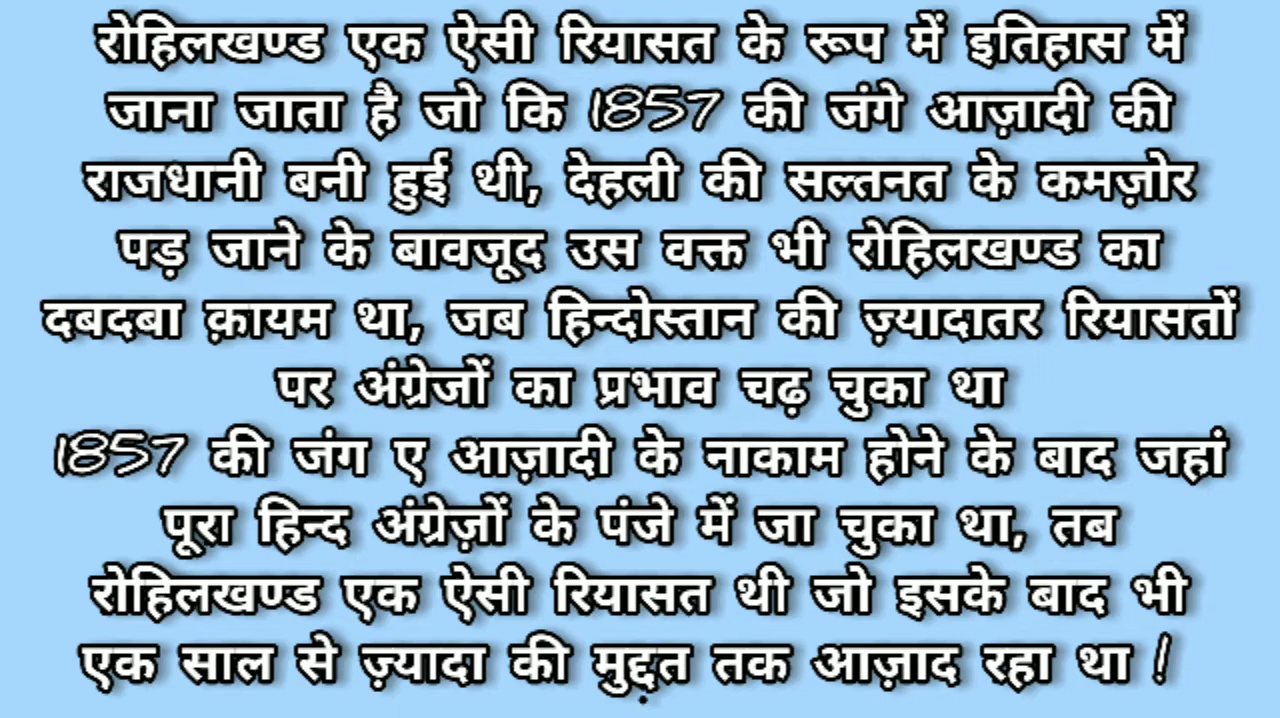 रोहिलखण्ड एक ऐसी रियासत के रूप में इतिहास में
जाना जाता है जो कि 1857 की जंगे आज़ादी की
राजधानी बनी हुई थी, देहली की सल्तनत के कमज़ोर
पड़ जाने के बावजूद उस वक्त भी रोहिलखण्ड का
दबदबा क़ायम था, जब हिन्दोस्तान की ज़्यादातर रियासतों
पर अंग्रेजों का प्रभाव चढ़ चुका था
1857 की जंग ए आज़ादी के नाकाम होने के बाद जहां
पूरा हिन्द अंग्रेज़ों के पंजे में जा चुका था, तब
रोहिलखण्ड एक ऐसी रियासत थी जो इसके बाद भी
एक साल से ज़्यादा की मुद्दत तक आज़ाद रहा था !